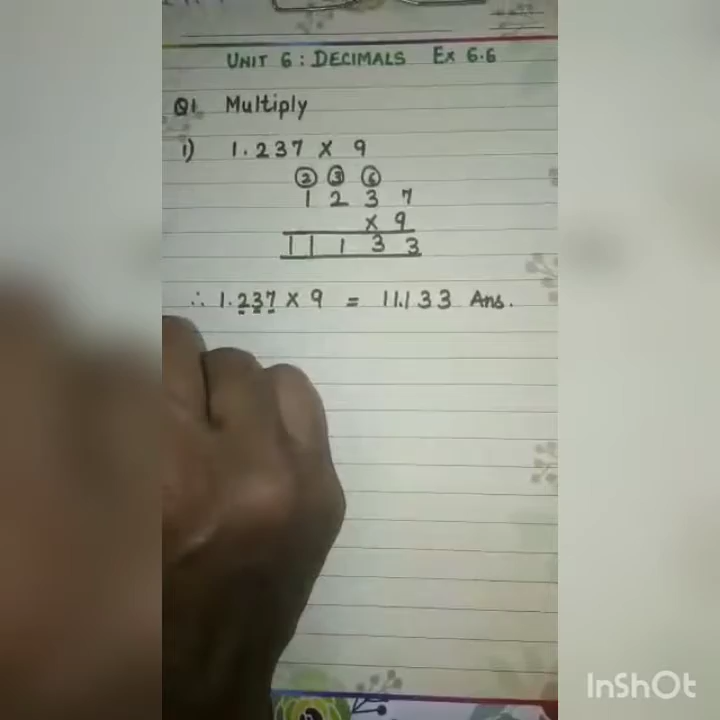 UNIT 6 : DECIMALS Ex 6.6
Q1. Multiply
i) 1.237 × 9
② ③ ⑥
1 2 3 7
× 9
1 1 1 3 3
∴ 1.237 × 9 = 11.133 Ans.
InShOt